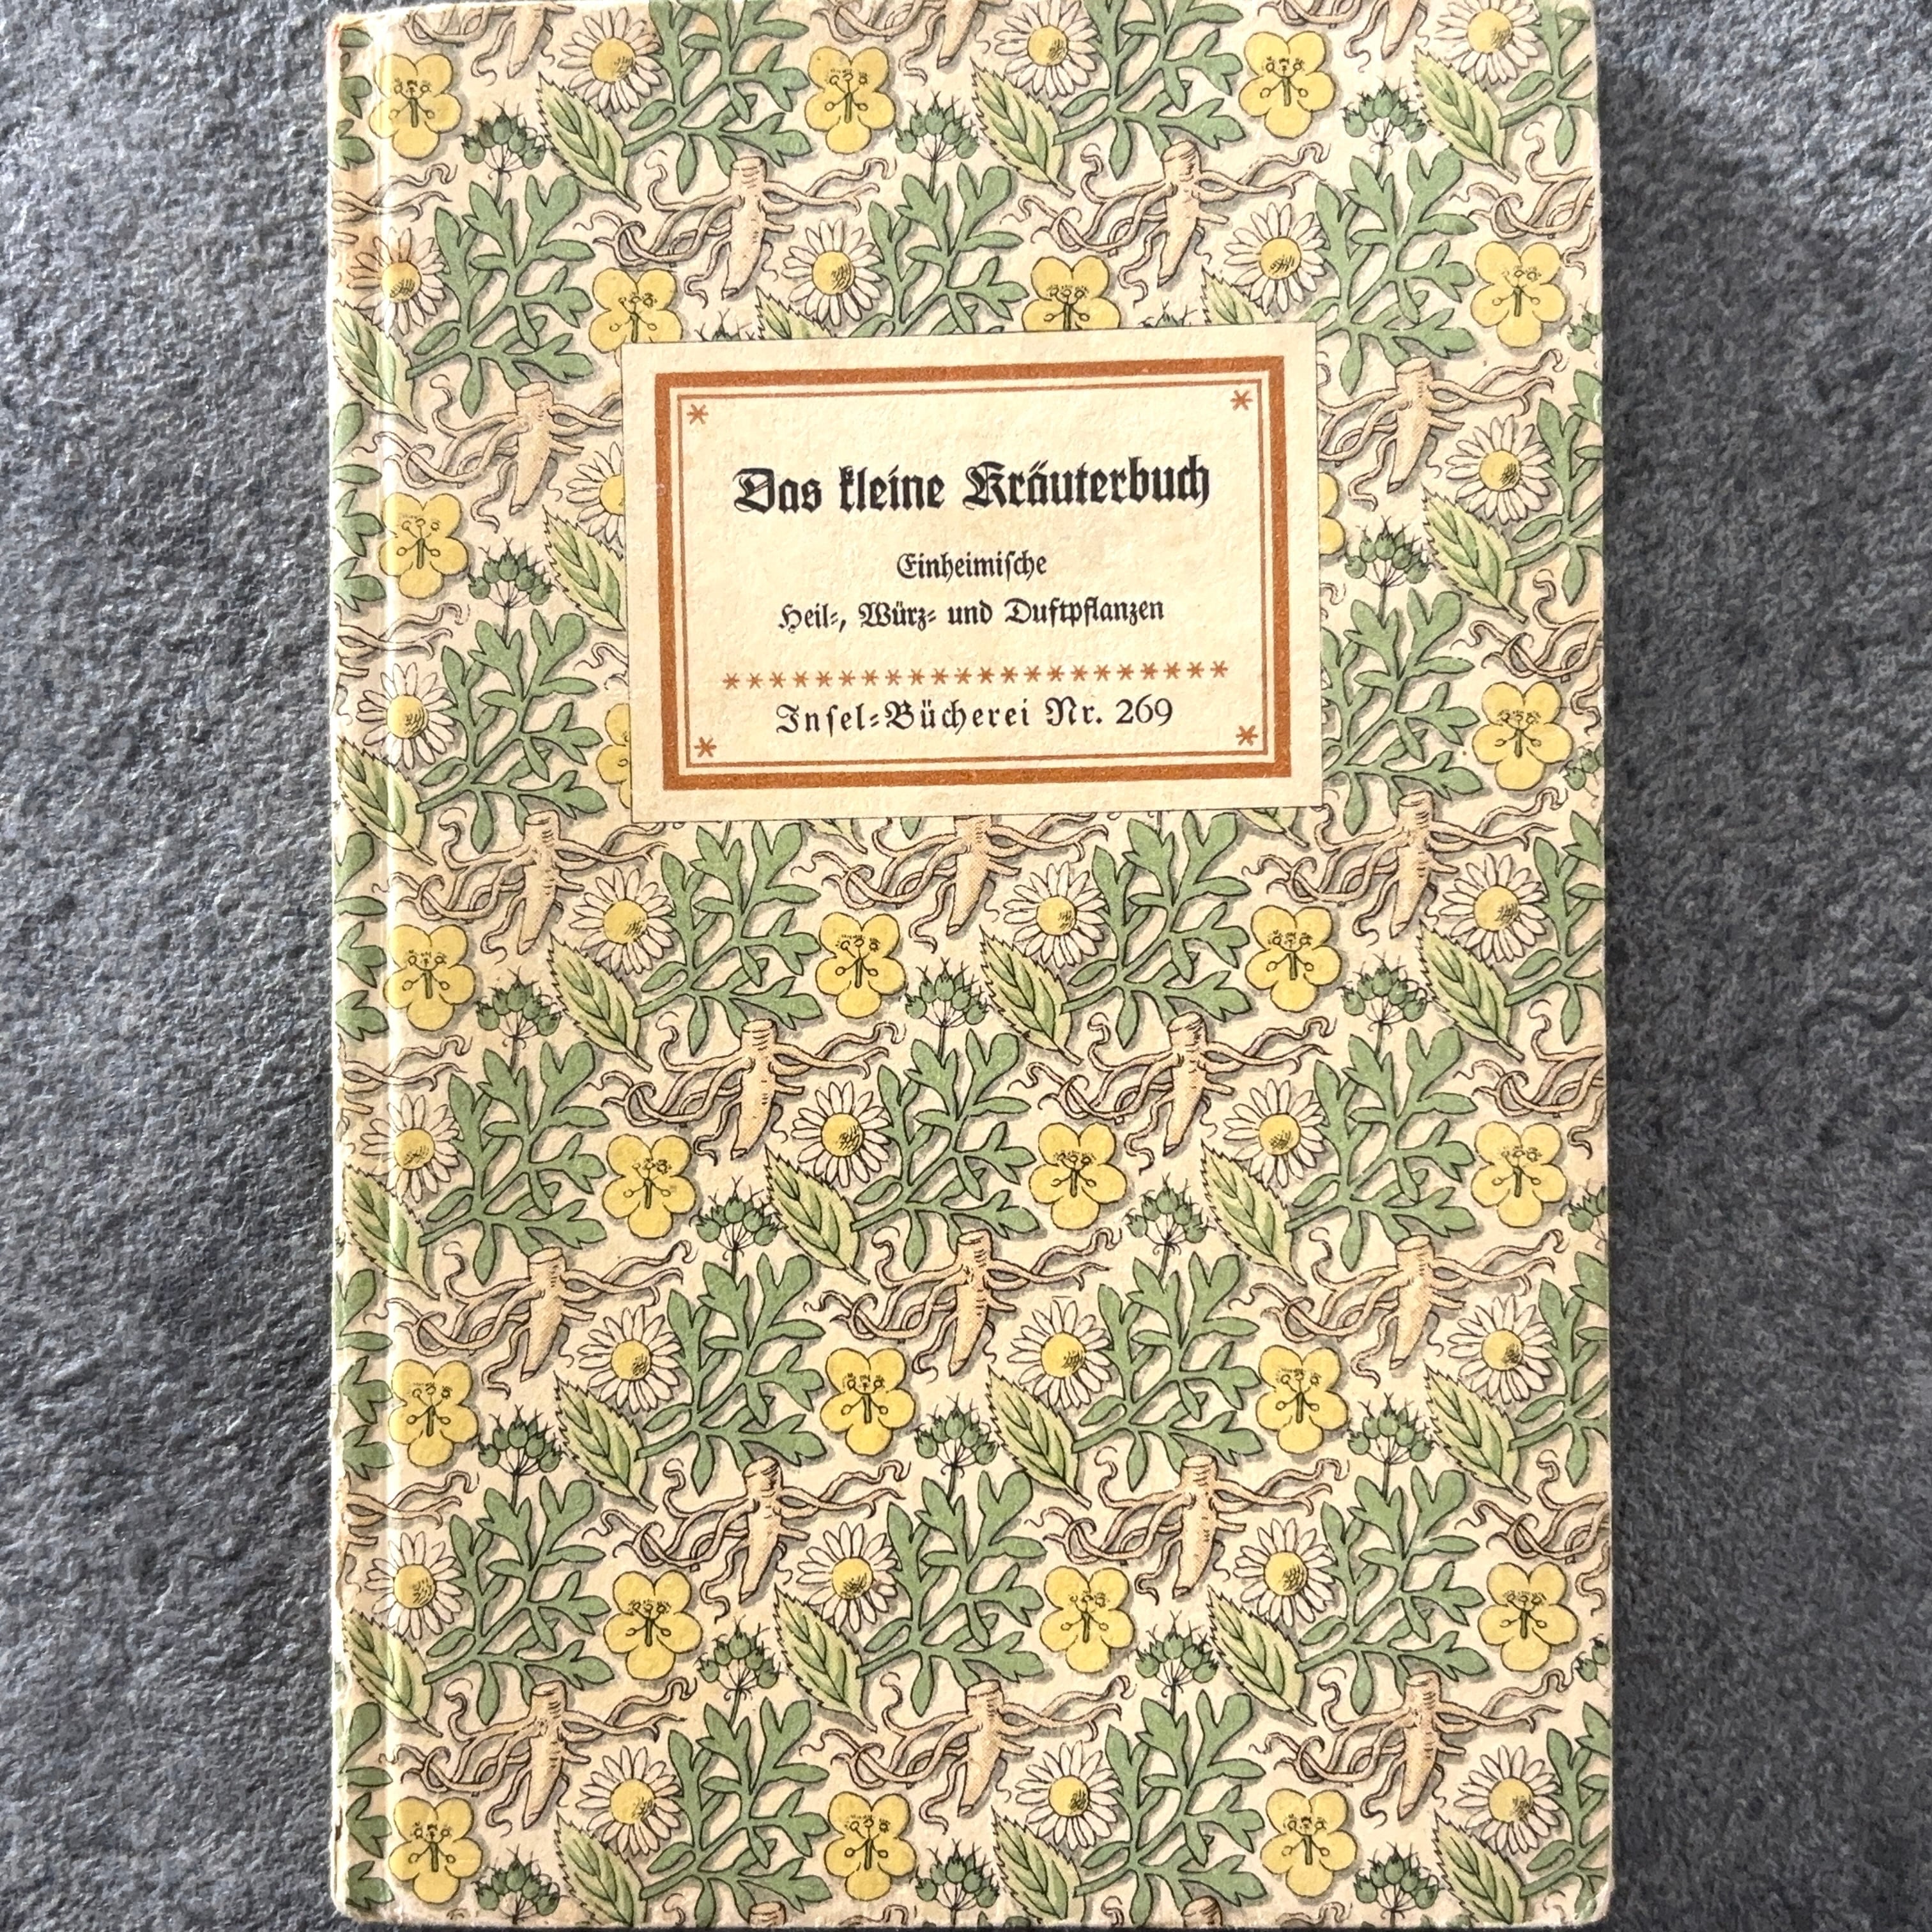 Das kleine Kräuterbuch
Einheimiſche
Heil-, Würz- und Duftpflanzen
Inſel-Bücherei Nr. 269